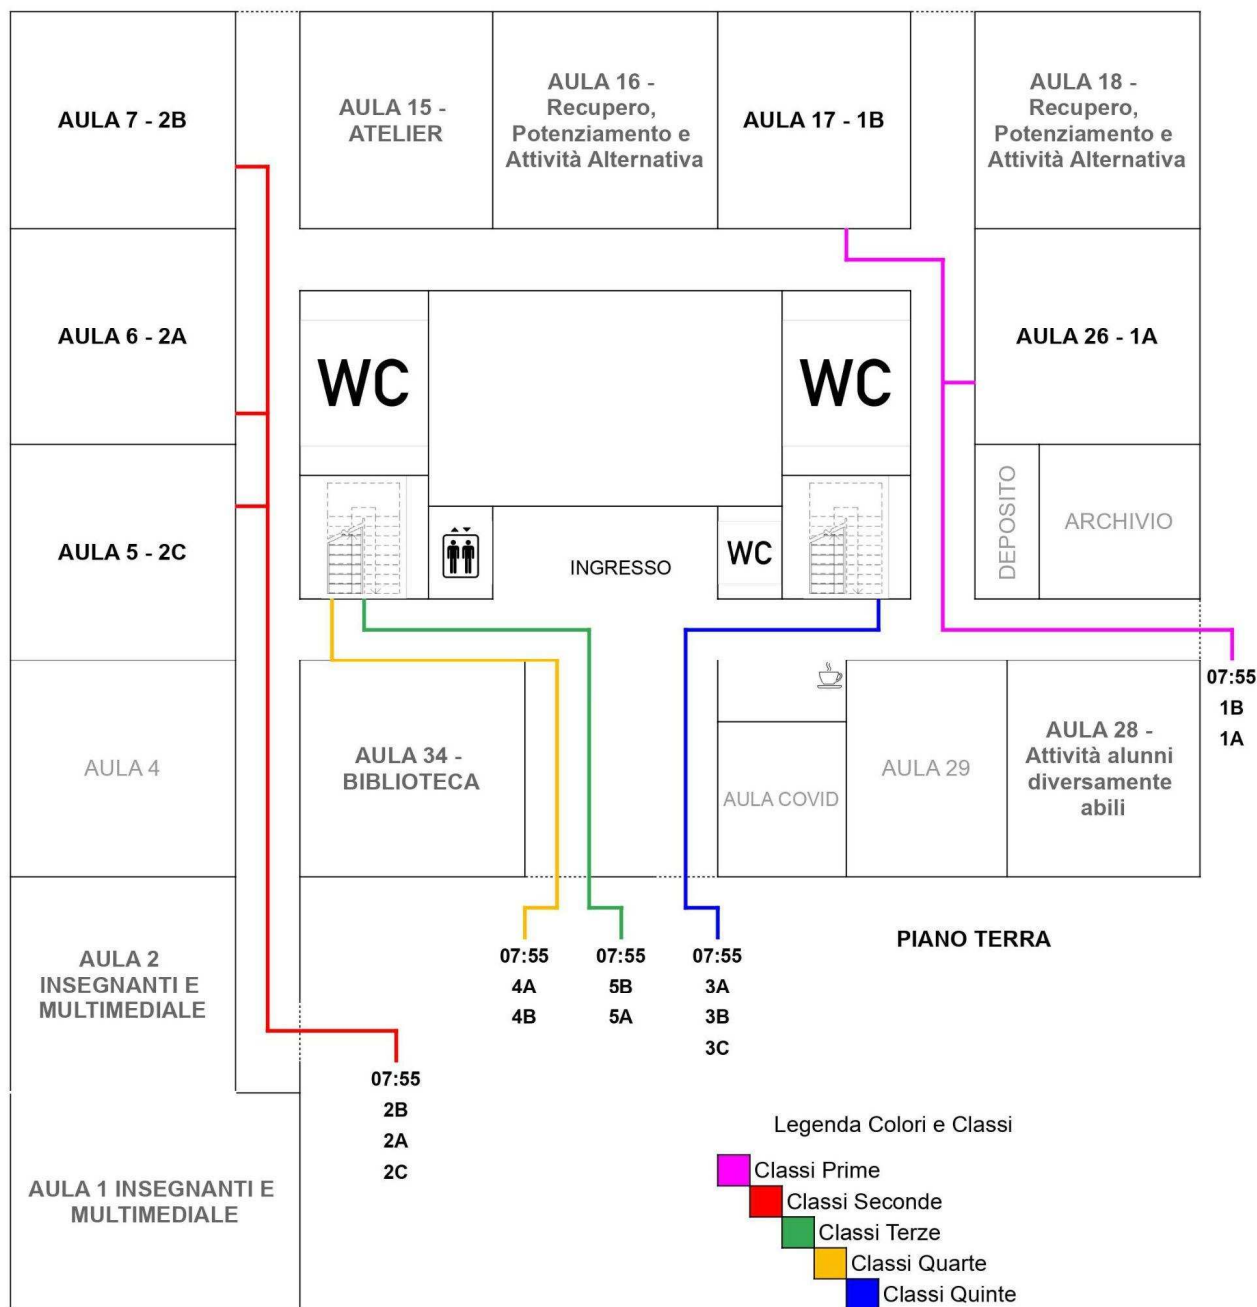 AULA 7 - 2B
AULA 15 -
ATELIER
AULA 16 -
Recupero,
Potenziamento e
Attività Alternativa
AULA 17 - 1B
AULA 18 -
Recupero,
Potenziamento e
Attività Alternativa
AULA 6 - 2A
WC
WC
AULA 26 - 1A
AULA 5 - 2C
INGRESSO
WC
DEPOSITO
ARCHIVIO
AULA 4
AULA 34 -
BIBLIOTECA
AULA COVID
AULA 29
AULA 28 -
Attività alunni
diversamente
abili
07:55
1B
1A
AULA 2
INSEGNANTI E
MULTIMEDIALE
07:55
4A
4B
07:55
5B
5A
07:55
3A
3B
3C
PIANO TERRA
07:55
2B
2A
2C
AULA 1 INSEGNANTI E
MULTIMEDIALE
Legenda Colori e Classi
Classi Prime
Classi Seconde
Classi Terze
Classi Quarte
Classi Quinte